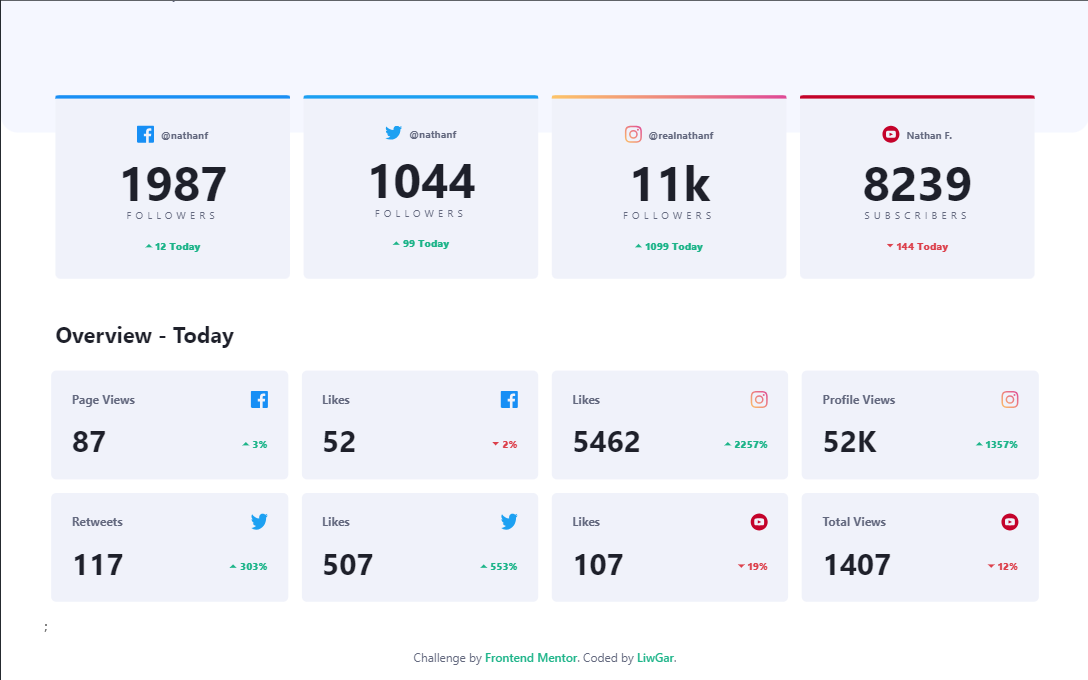 @nathanf
1987
FOLLOWERS
12 Today
@nathanf
1044
FOLLOWERS
99 Today
@realnathanf
11k
FOLLOWERS
1099 Today
Nathan F.
8239
SUBSCRIBERS
144 Today
Overview - Today
Page Views
87
3%
Likes
52
2%
Likes
5462
2257%
Profile Views
52K
1357%
Retweets
117
303%
Likes
507
553%
Likes
107
19%
Total Views
1407
12%
;
Challenge by Frontend Mentor. Coded by LiwGar.